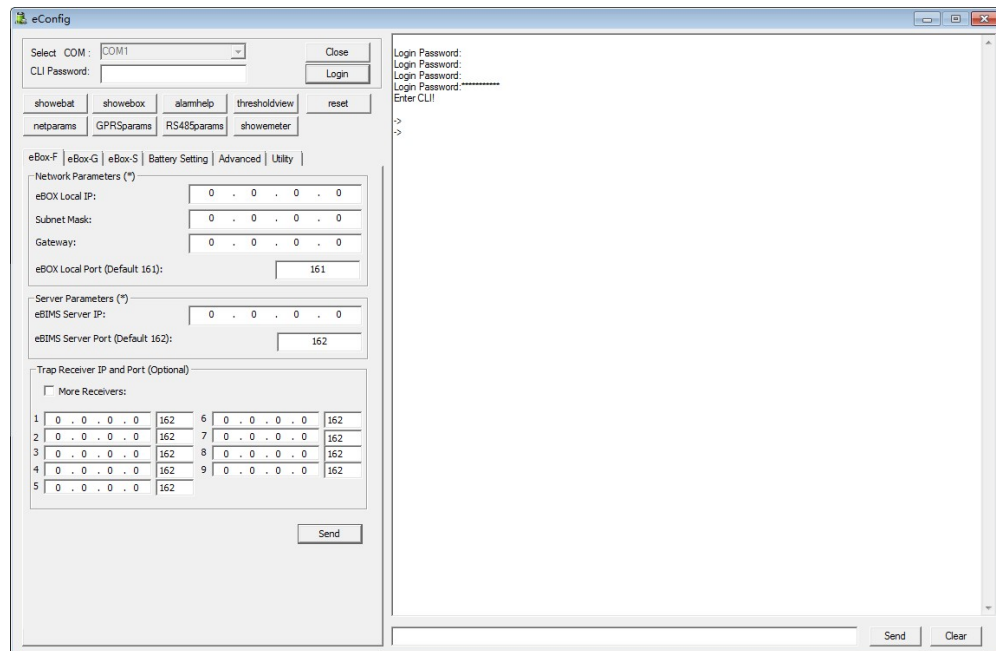 eConfig
Select COM :
COM1
Close
CLI Password:
Login
showebat showebox alamhelp thresholdview reset
netparams GPRSparams RS485params showemeter
eBox-F eBox-G eBox-S Battery Setting Advanced Utility
Network Parameters (*)
eBOX Local IP: 0 . 0 . 0 . 0
Subnet Mask: 0 . 0 . 0 . 0
Gateway: 0 . 0 . 0 . 0
eBOX Local Port (Default 161): 161
Server Parameters (*)
eBIMS Server IP: 0 . 0 . 0 . 0
eBIMS Server Port (Default 162): 162
Trap Receiver IP and Port (Optional)
More Receivers:
1 0 . 0 . 0 . 0 162 6 0 . 0 . 0 . 0 162
2 0 . 0 . 0 . 0 162 7 0 . 0 . 0 . 0 162
3 0 . 0 . 0 . 0 162 8 0 . 0 . 0 . 0 162
4 0 . 0 . 0 . 0 162 9 0 . 0 . 0 . 0 162
5 0 . 0 . 0 . 0 162
Send
Login Password:
Login Password:
Login Password:
Login Password:***********
Enter CLI!
->
->
Send Clear